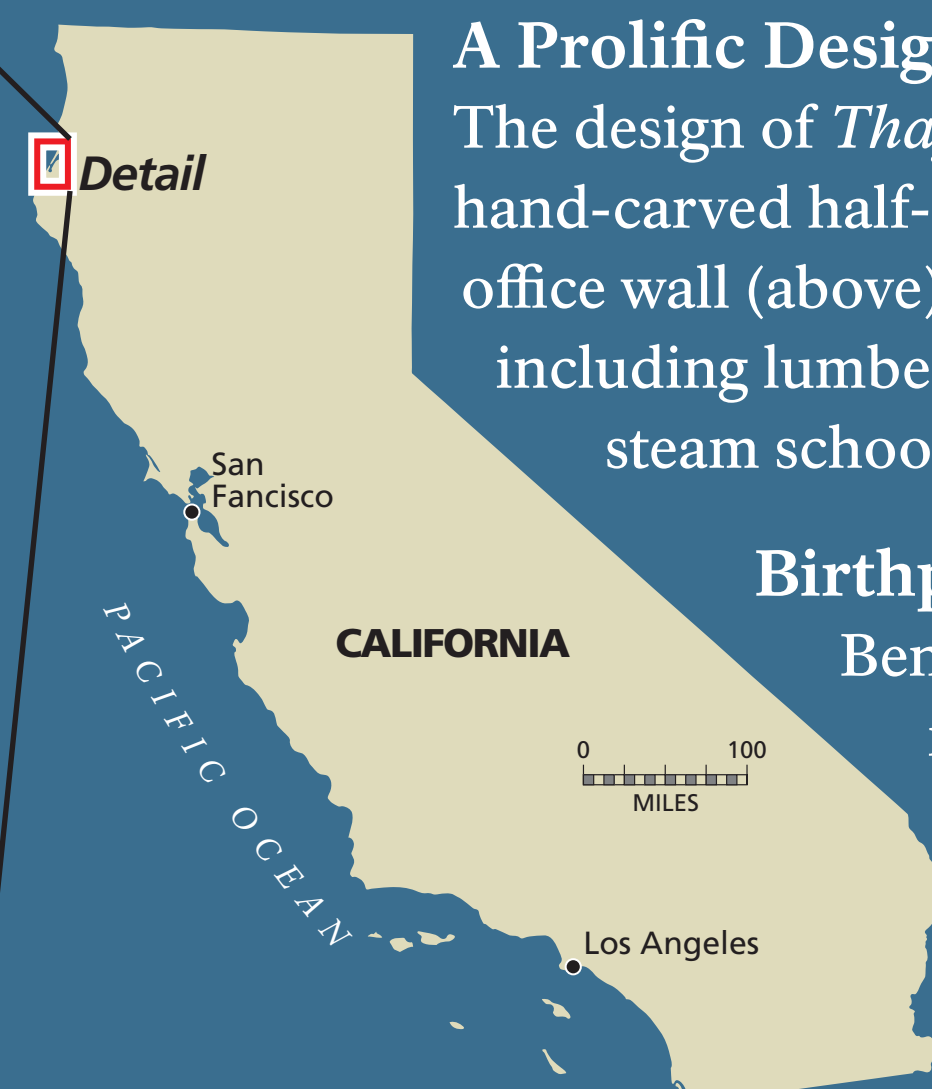 A Prolific Desig
The design of Tha
hand-carved half-
office wall (above)
including lumbe
steam schoo
Birthp
Ben
Detail
San
Fancisco
CALIFORNIA
0 100
MILES
PACIFIC OCEAN
Los Angeles